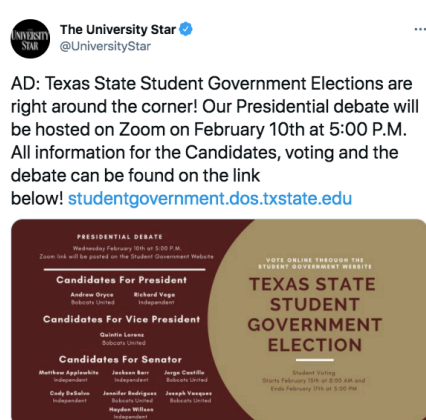 The University Star
@UniversityStar
UNIVERSITY
STAR
AD: Texas State Student Government Elections are
right around the corner! Our Presidential debate will
be hosted on Zoom on February 10th at 5:00 P.M.
All information for the Candidates, voting and the
debate can be found on the link
below! studentgovernment.dos.txstate.edu
PRESIDENTIAL DEBATE
Wednesday February 10th at 5:00 P.M.
Zoom link will be posted on the Student Government Website
Candidates For President
Andrew Gryce Richard Vega
Bobcats United Independent
Candidates For Vice President
Quintin Lorenz
Bobcats United
Candidates For Senator
Matthew Applewhite Jackson Barr Jorge Castillo
Independent Independent Bobcats United
Cody DeSalvo Jennifer Rodriguez Joseph Vasquez
Independent Bobcats United Bobcats United
Hayden Willson
Independent
VOTE ONLINE THROUGH THE
STUDENT GOVERNMENT WEBSITE
TEXAS STATE
STUDENT
GOVERNMENT
ELECTION
Student Voting:
Starts February 15th at 8:00 AM and
Ends February 17th at 5:00 PM